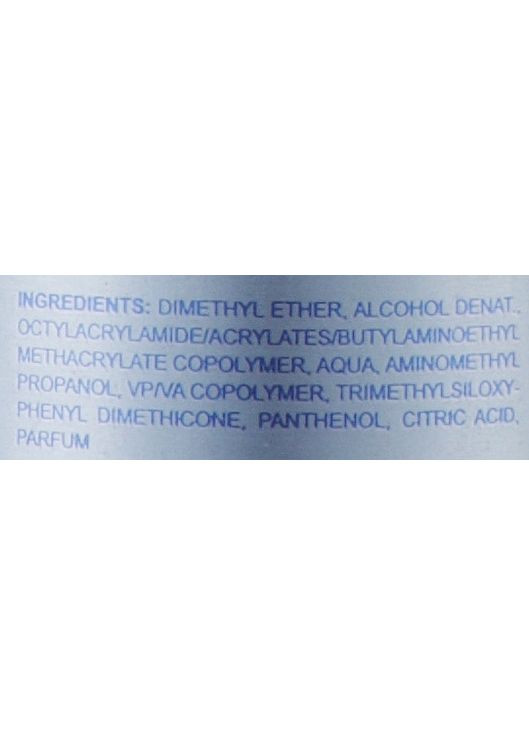 INGREDIENTS: DIMETHYL ETHER, ALCOHOL DENAT.,
OCTYLACRYLAMIDE/ACRYLATES/BUTYLAMINOETHYL
METHACRYLATE COPOLYMER, AQUA, AMINOMETHYL
PROPANOL, VP/VA COPOLYMER, TRIMETHYLSILOXY-
PHENYL DIMETHICONE, PANTHENOL, CITRIC ACID,
PARFUM